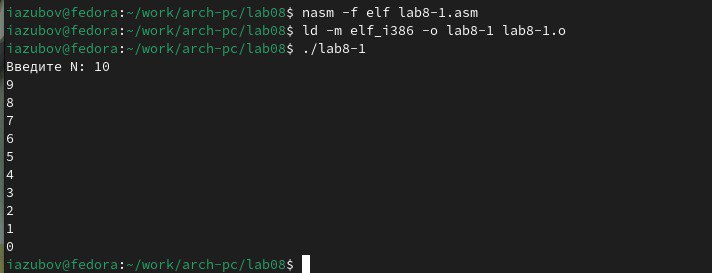 iazubov@fedora:~/work/arch-pc/lab08$ nasm -f elf lab8-1.asm
iazubov@fedora:~/work/arch-pc/lab08$ ld -m elf_i386 -o lab8-1 lab8-1.o
iazubov@fedora:~/work/arch-pc/lab08$ ./lab8-1
Введите N: 10
9
8
7
6
5
4
3
2
1
0
iazubov@fedora:~/work/arch-pc/lab08$